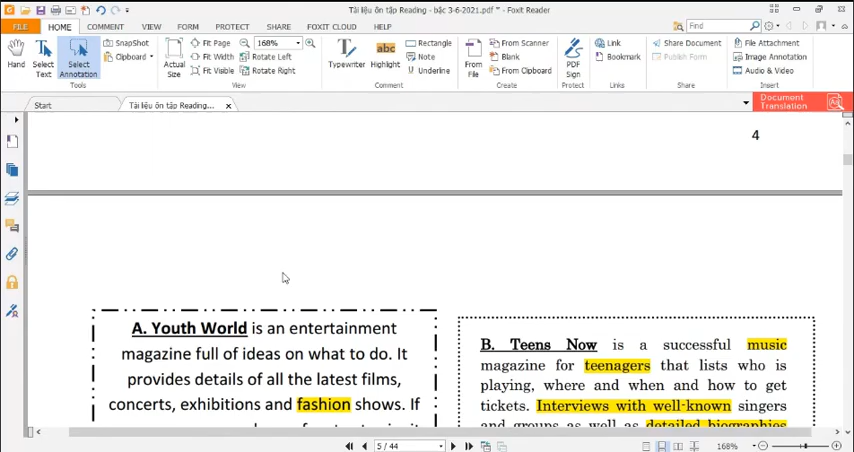 Tài liệu ôn tập Reading - bậc 3-6-2021.pdf * - Foxit Reader
FILE HOME COMMENT VIEW FORM PROTECT SHARE FOXIT CLOUD HELP
Find
Hand
Select Text
Select Annotation
SnapShot
Clipboard
Tools
Actual Size
Fit Page
Fit Width
Fit Visible
168%
Rotate Left
Rotate Right
View
Typewriter
Highlight
Rectangle
Note
Underline
Comment
From File
From Scanner
Blank
From Clipboard
Create
PDF Sign
Protect
Link
Bookmark
Links
Share Document
Publish Form
Share
File Attachment
Image Annotation
Audio & Video
Insert
Start
Tài liệu ôn tập Reading...
Document Translation
4
A. Youth World is an entertainment
magazine full of ideas on what to do. It
provides details of all the latest films,
concerts, exhibitions and fashion shows. If
B. Teens Now is a successful music
magazine for teenagers that lists who is
playing, where and when and how to get
tickets. Interviews with well-known singers
and groups as well as detailed biographies
5 / 44
168%